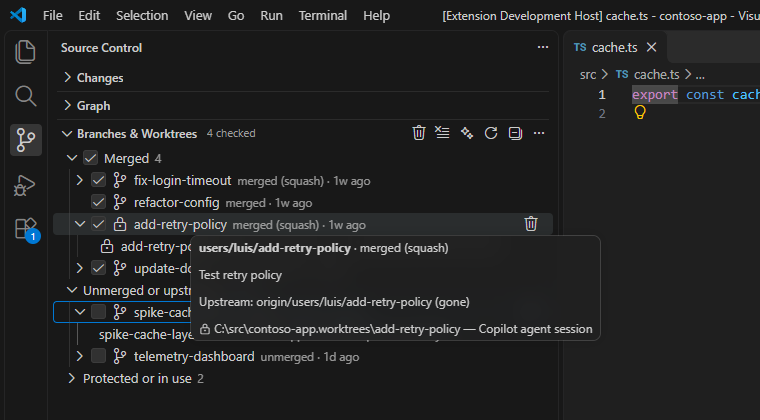 File Edit Selection View Go Run Terminal Help [Extension Development Host] cache.ts - contoso-app - Visu
Source Control
TS cache.ts
Changes
src > TS cache.ts > ...
Graph
1 export const cach
2
Branches & Worktrees 4 checked
Merged 4
fix-login-timeout merged (squash) · 1w ago
refactor-config merged · 1w ago
add-retry-policy merged (squash) · 1w ago
1
add-retry-po
users/luis/add-retry-policy · merged (squash)
update-do
Test retry policy
Unmerged or upstr
Upstream: origin/users/luis/add-retry-policy (gone)
spike-cach
C:\src\contoso-app.worktrees\add-retry-policy — Copilot agent session
spike-cache-laye
telemetry-dashboard unmerged · 1d ago
Protected or in use 2